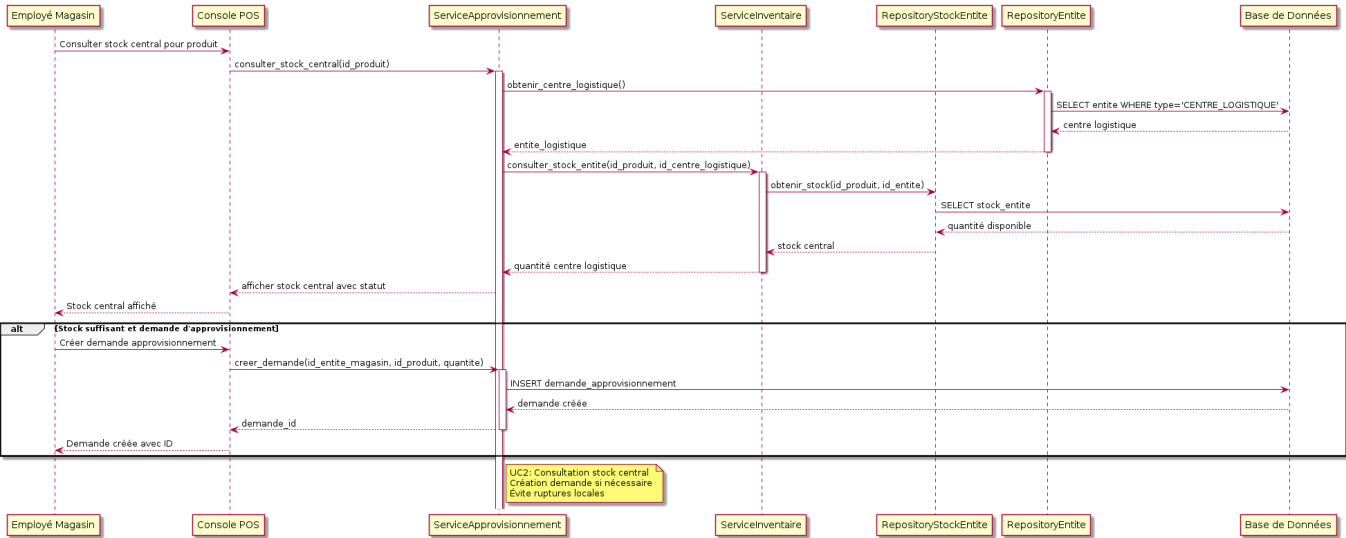 Employé Magasin
Console POS
ServiceApprovisionnement
ServiceInventaire
RepositoryStockEntite
RepositoryEntite
Base de Données
Consulter stock central pour produit
consulter_stock_central(id_produit)
obtenir_centre_logistique()
SELECT entite WHERE type='CENTRE_LOGISTIQUE'
centre logistique
entite_logistique
consulter_stock_entite(id_produit, id_centre_logistique)
obtenir_stock(id_produit, id_entite)
SELECT stock_entite
quantité disponible
stock central
quantité centre logistique
afficher stock central avec statut
Stock central affiché
alt
[Stock suffisant et demande d'approvisionnement]
Créer demande approvisionnement
creer_demande(id_entite_magasin, id_produit, quantite)
INSERT demande_approvisionnement
demande créée
demande_id
Demande créée avec ID
UC2: Consultation stock central
Création demande si nécessaire
Évite ruptures locales
Employé Magasin
Console POS
ServiceApprovisionnement
ServiceInventaire
RepositoryStockEntite
RepositoryEntite
Base de Données